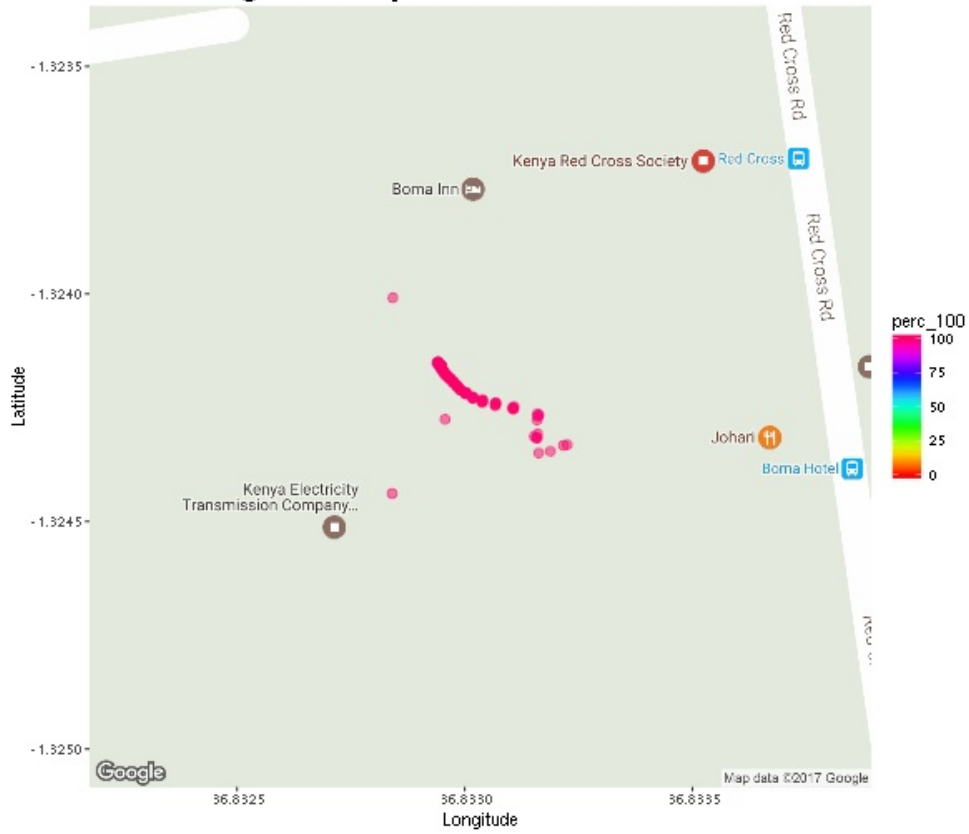 -1.3235
-1.3240
-1.3245
-1.3250
Latitude
36.8325
36.8330
36.8335
Longitude
Red Cross Rd
Kenya Red Cross Society
Red Cross
Boma Inn
Red Cross Rd
Johari
Boma Hotel
Kenya Electricity
Transmission Company...
Google
Map data ©2017 Google
perc_100
100
75
50
25
0